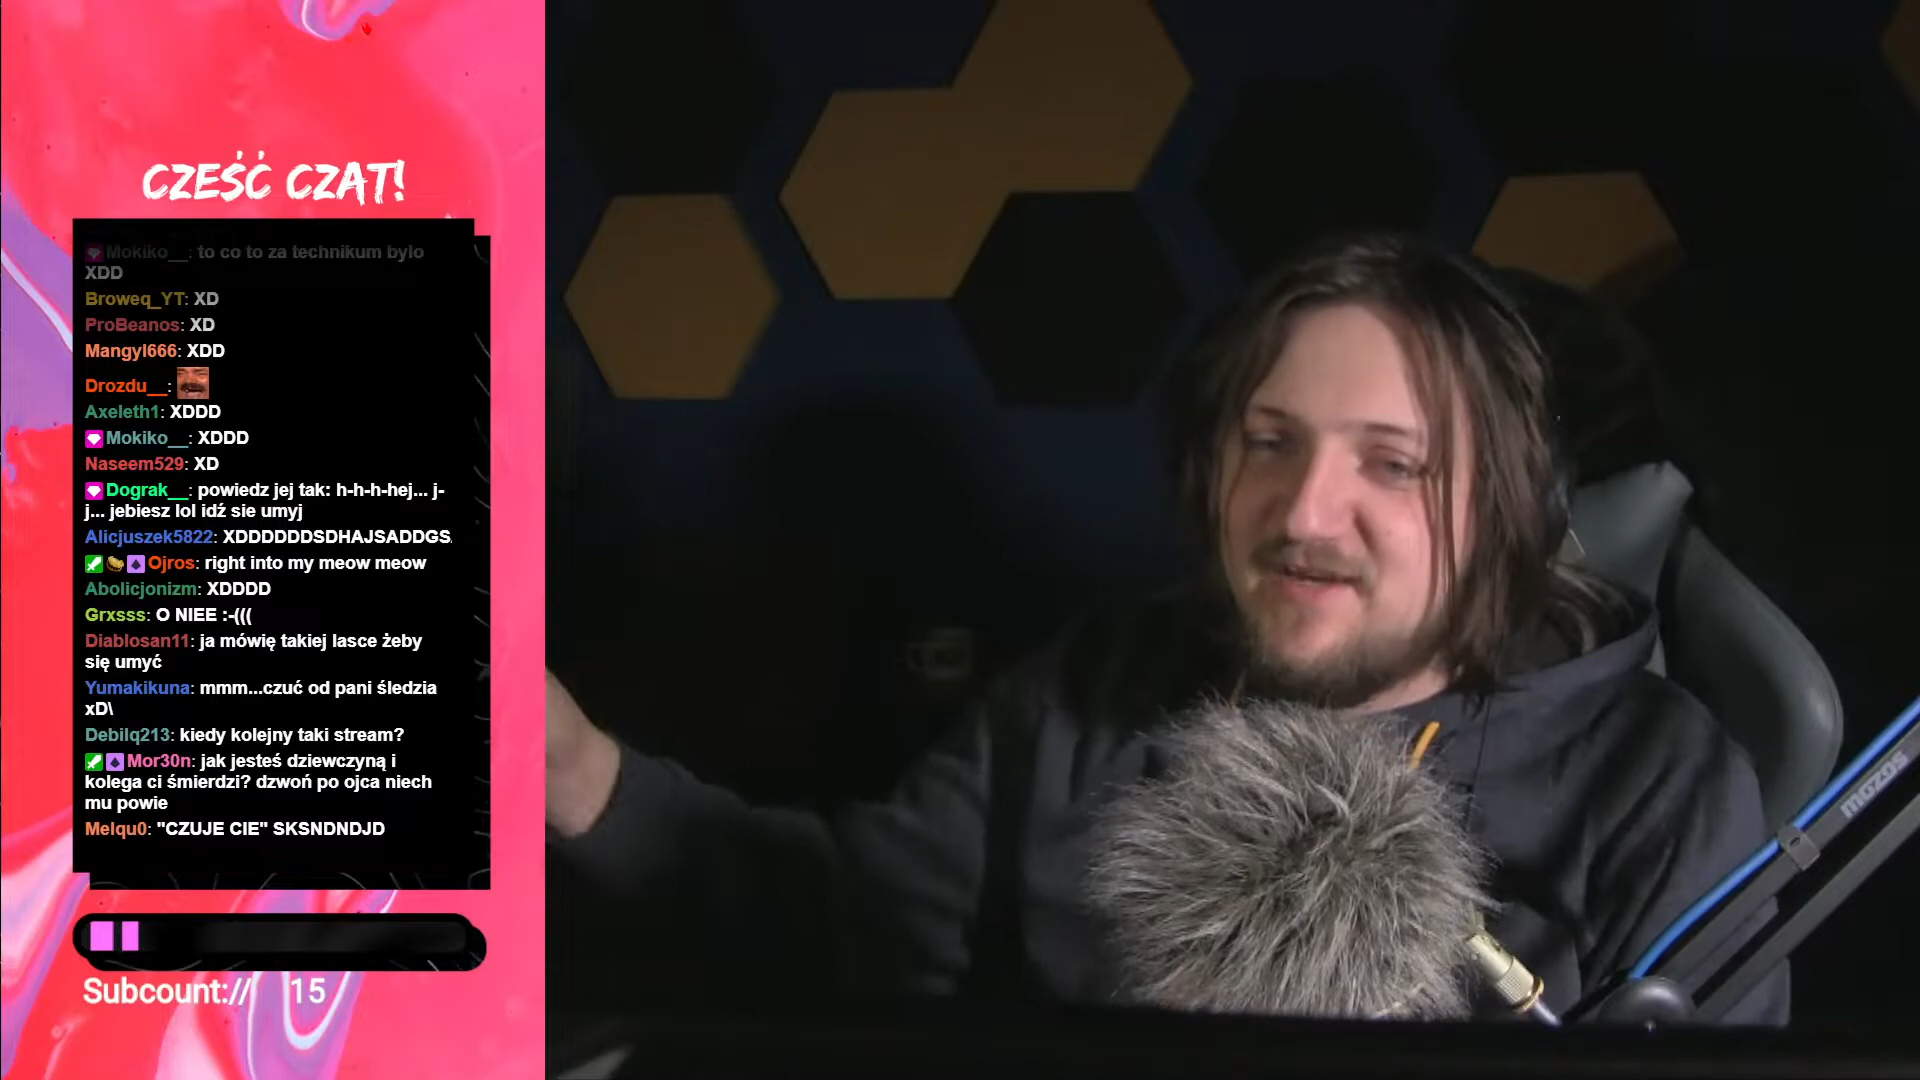 CZEŚĆ CZAT!
Mokiko__: to co to za technikum bylo
XDD
Broweq_YT: XD
ProBeanos: XD
Mangyl666: XDD
Drozdu__:
Axeleth1: XDDD
Mokiko__: XDDD
Naseem529: XD
Dograk__: powiedz jej tak: h-h-h-hej... j-
j... jebiesz lol idź sie umyj
Alicjuszek5822: XDDDDDDSDHAJSADDGS
Ojros: right into my meow meow
Abolicjonizm: XDDDD
Grxsss: O NIEE :-(((
Diablosan11: ja mówię takiej lasce żeby
się umyć
Yumakikuna: mmm...czuć od pani śledzia
xD\
Debilq213: kiedy kolejny taki stream?
Mor30n: jak jesteś dziewczyną i
kolega ci śmierdzi? dzwoń po ojca niech
mu powie
Melqu0: "CZUJE CIE" SKSNDNDJD
Subcount:// 15
MOZOS